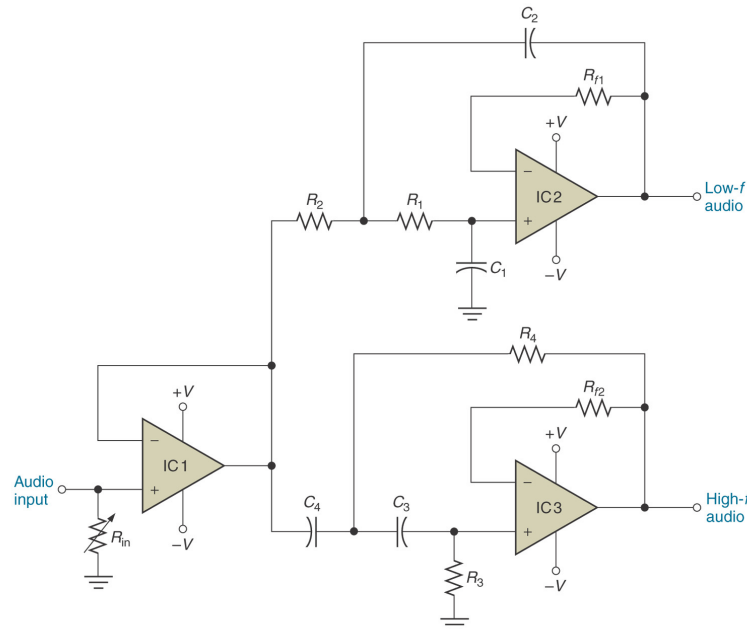 C2
Rf1
+V
−
IC2
+
−V
Low-f
audio
R2
R1
C1
R4
Rf2
+V
−
IC3
+
−V
High-f
audio
+V
−
IC1
+
−V
Audio
input
Rin
C4
C3
R3